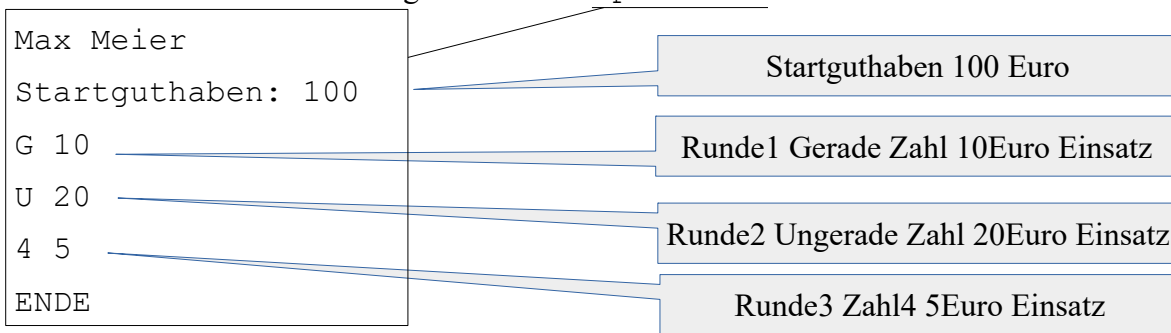 Max Meier
Startguthaben: 100
G 10
U 20
4 5
ENDE
Startguthaben 100 Euro
Runde1 Gerade Zahl 10Euro Einsatz
Runde2 Ungerade Zahl 20Euro Einsatz
Runde3 Zahl4 5Euro Einsatz